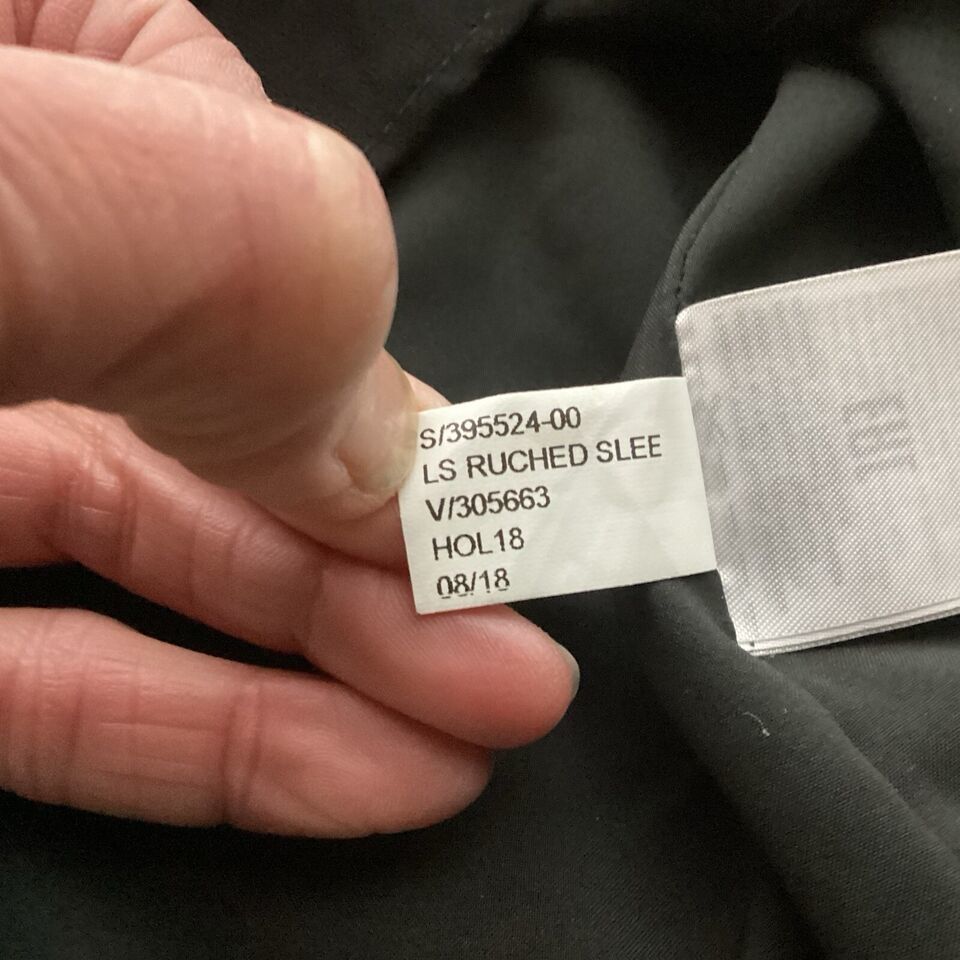 S/395524-00
LS RUCHED SLEE
V/305663
HOL18
08/18